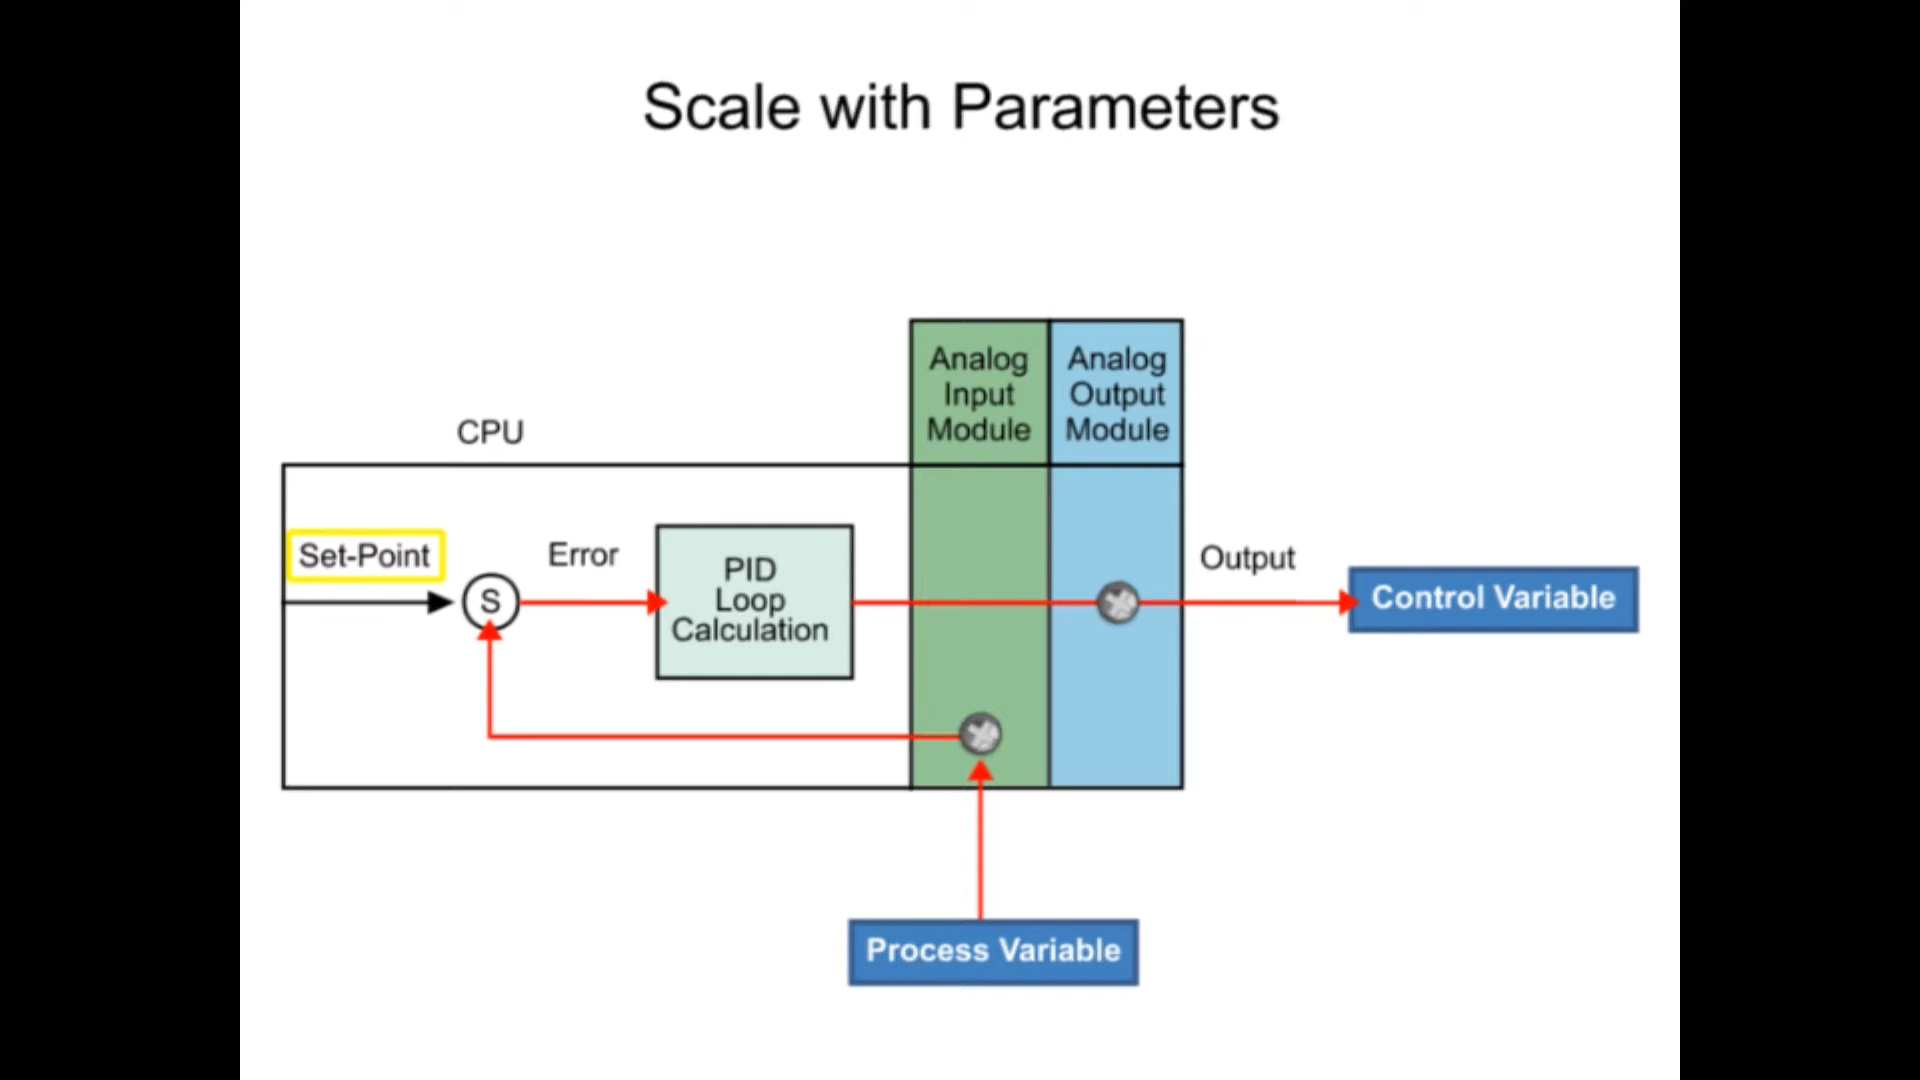 Scale with Parameters
Analog
Input
Module
Analog
Output
Module
CPU
Set-Point
S
Error
PID
Loop
Calculation
Output
Control Variable
Process Variable